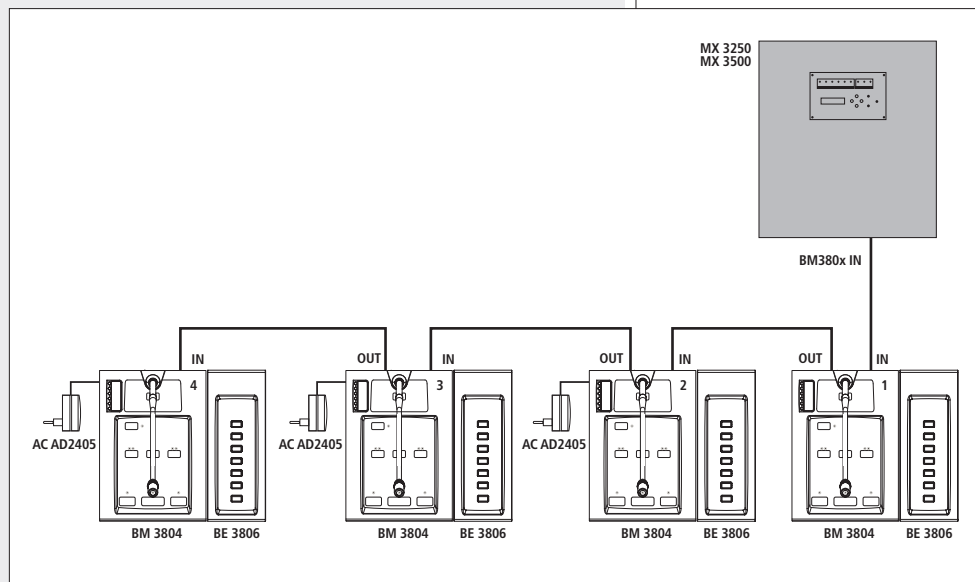 MX 3250
MX 3500
BM380x IN
IN
OUT
IN
OUT
IN
OUT
IN
4
3
2
1
AC AD2405
AC AD2405
AC AD2405
BM 3804
BE 3806
BM 3804
BE 3806
BM 3804
BE 3806
BM 3804
BE 3806